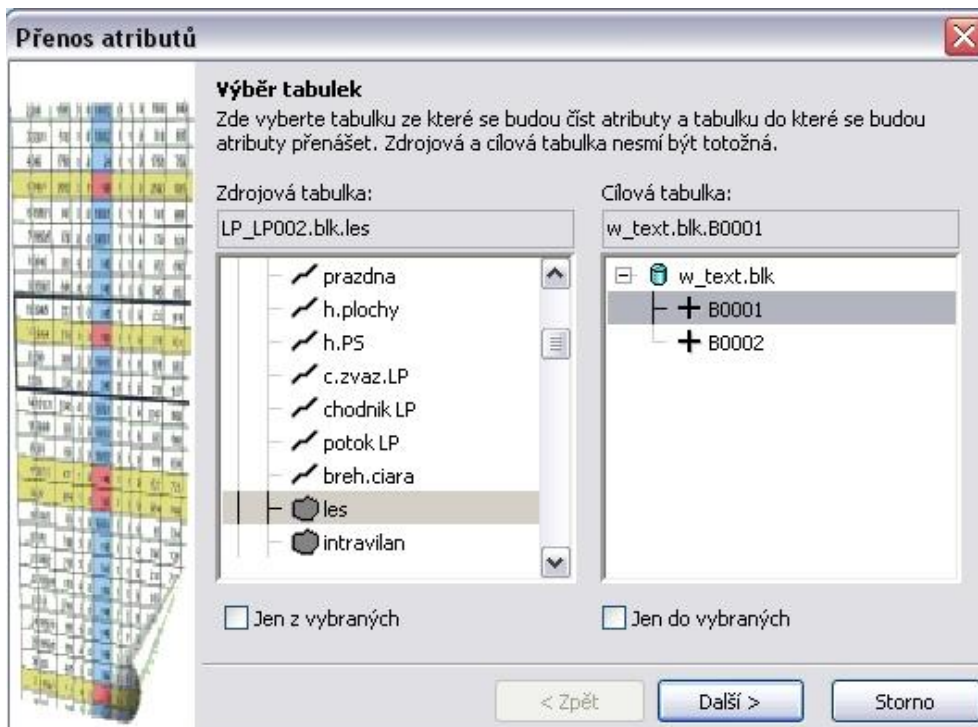 Přenos atributů
Výběr tabulek
Zde vyberte tabulku ze které se budou číst atributy a tabulku do které se budou
atributy přenášet. Zdrojová a cílová tabulka nesmí být totožná.
Zdrojová tabulka:
LP_LP002.blk.les
prazdna
h.plochy
h.PS
c.zvaz.LP
chodnik LP
potok LP
breh.ciara
les
intravilan
Jen z vybraných
Cílová tabulka:
w_text.blk.B0001
w_text.blk
B0001
B0002
Jen do vybraných
< Zpět
Další >
Storno